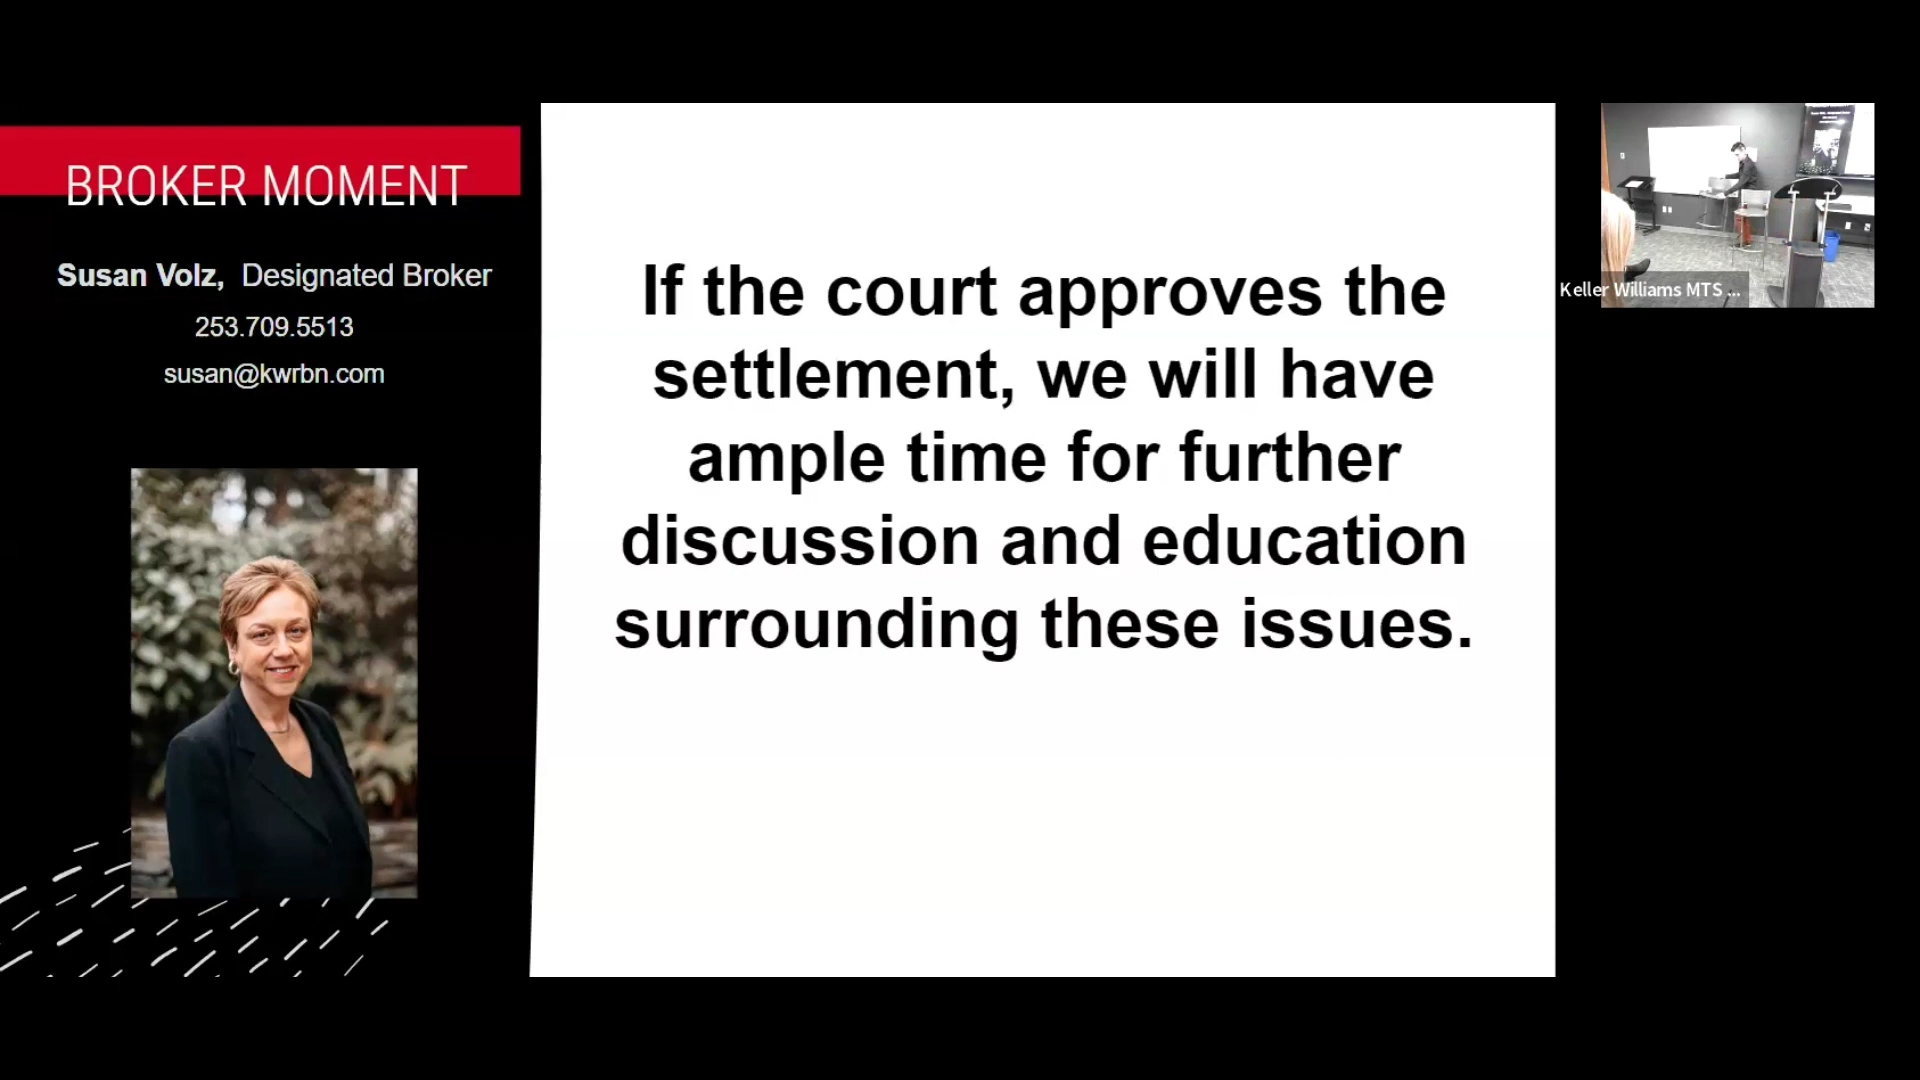 BROKER MOMENT
Susan Volz, Designated Broker
253.709.5513
susan@kwrbn.com
If the court approves the
settlement, we will have
ample time for further
discussion and education
surrounding these issues.
Keller Williams MTS ...